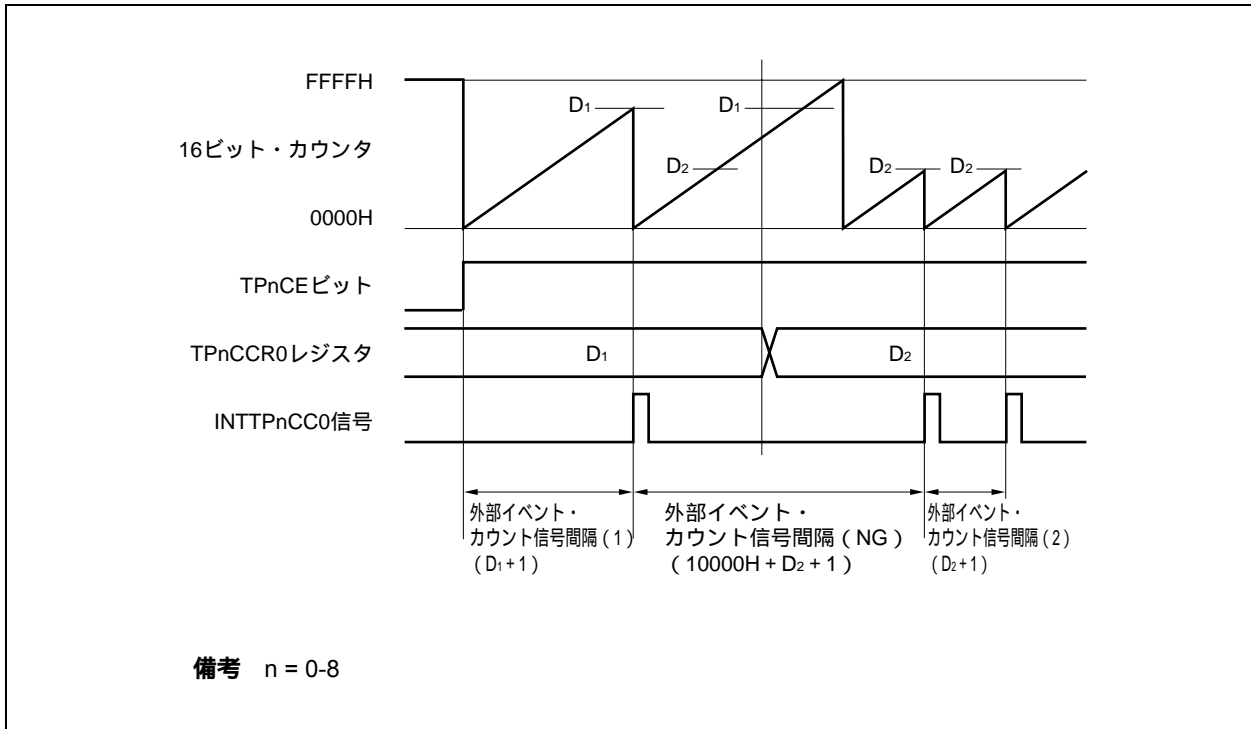 FFFFH
D1
D1
16ビット・カウンタ
D2
D2
D2
0000H
TPnCEビット
TPnCCR0レジスタ
D1
D2
INTTPnCC0信号
外部イベント・
カウント信号間隔(1)
(D1+1)
外部イベント・
カウント信号間隔(NG)
(10000H + D2 + 1)
外部イベント・
カウント信号間隔(2)
(D2+1)
備考 n = 0-8